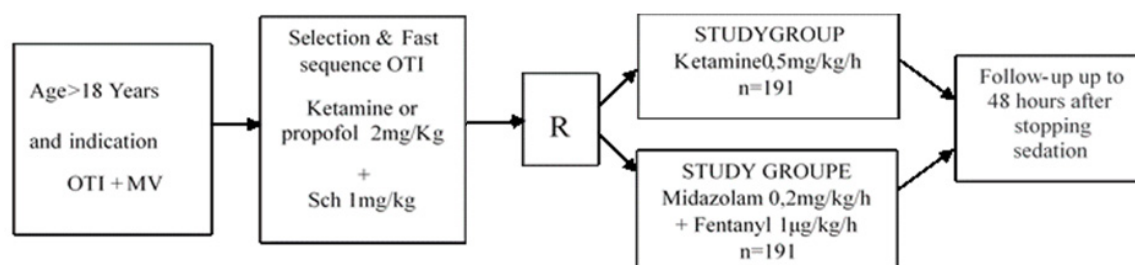 Age>18 Years
and indication
OTI + MV
Selection & Fast
sequence OTI
Ketamine or
propofol 2mg/Kg
+
Sch 1mg/kg
R
STUDYGROUP
Ketamine0,5mg/kg/h
n=191
STUDY GROUPE
Midazolam 0,2mg/kg/h
+ Fentanyl 1µg/kg/h
n=191
Follow-up up to
48 hours after
stopping
sedation